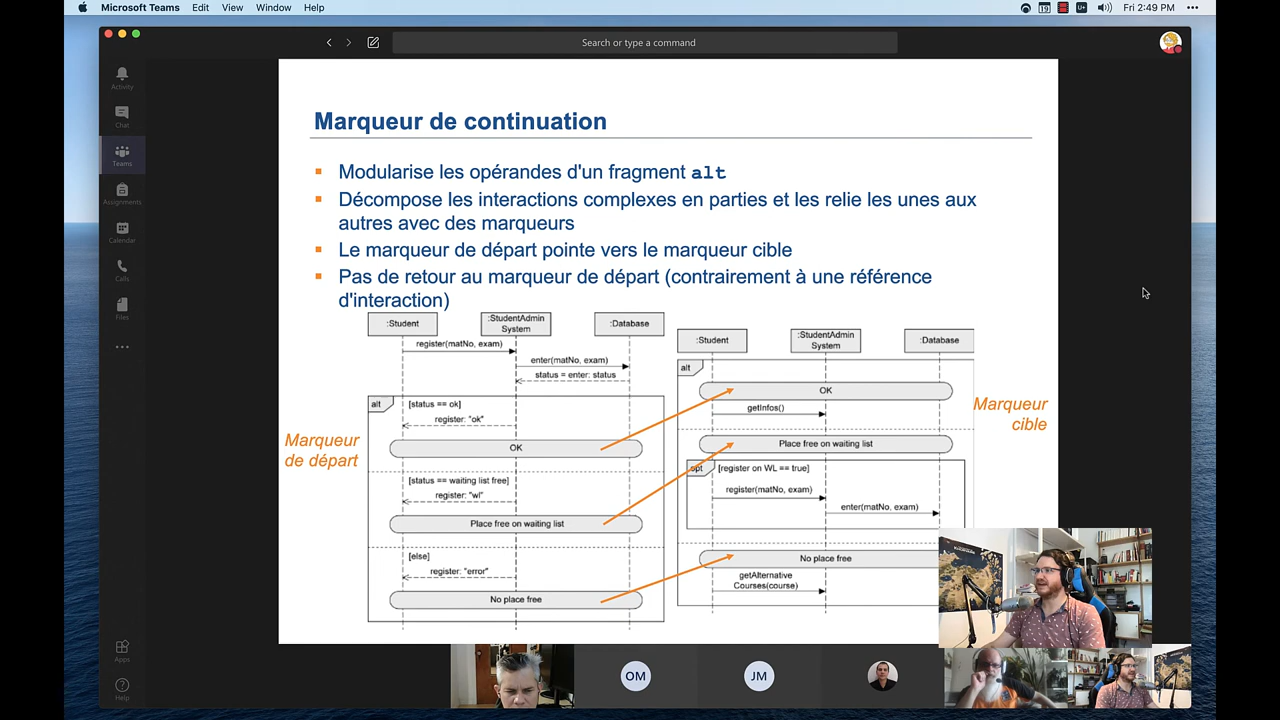 Microsoft Teams Edit View Window Help
19
U+
Fri 2:49 PM
Search or type a command
Activity
Chat
Teams
Assignments
Calendar
Calls
Files
Apps
Help
Marqueur de continuation
Modularise les opérandes d'un fragment alt
Décompose les interactions complexes en parties et les relie les unes aux
autres avec des marqueurs
Le marqueur de départ pointe vers le marqueur cible
Pas de retour au marqueur de départ (contrairement à une référence
d'interaction)
:Student
:StudentAdmin
System
:Database
register(matNo, exam)
enter(matNo, exam)
status = enter: status
alt
[status == ok]
register: "ok"
OK
[status == waiting list free]
register: "wl"
Place free on waiting list
[else]
register: "error"
No place free
Marqueur
de départ
:Student
:StudentAdmin
System
:Database
alt
OK
getInfos()
Place free on waiting list
opt
[register on WL == true]
register(matNo, exam)
enter(matNo, exam)
No place free
getAlternative
Courses(course)
Marqueur
cible
OM
JM